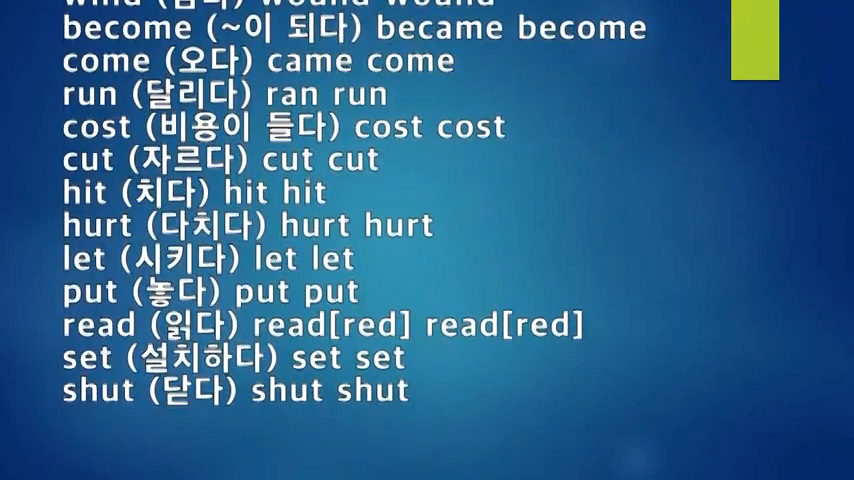 become (~이 되다) became become
come (오다) came come
run (달리다) ran run
cost (비용이 들다) cost cost
cut (자르다) cut cut
hit (치다) hit hit
hurt (다치다) hurt hurt
let (시키다) let let
put (놓다) put put
read (읽다) read[red] read[red]
set (설치하다) set set
shut (닫다) shut shut